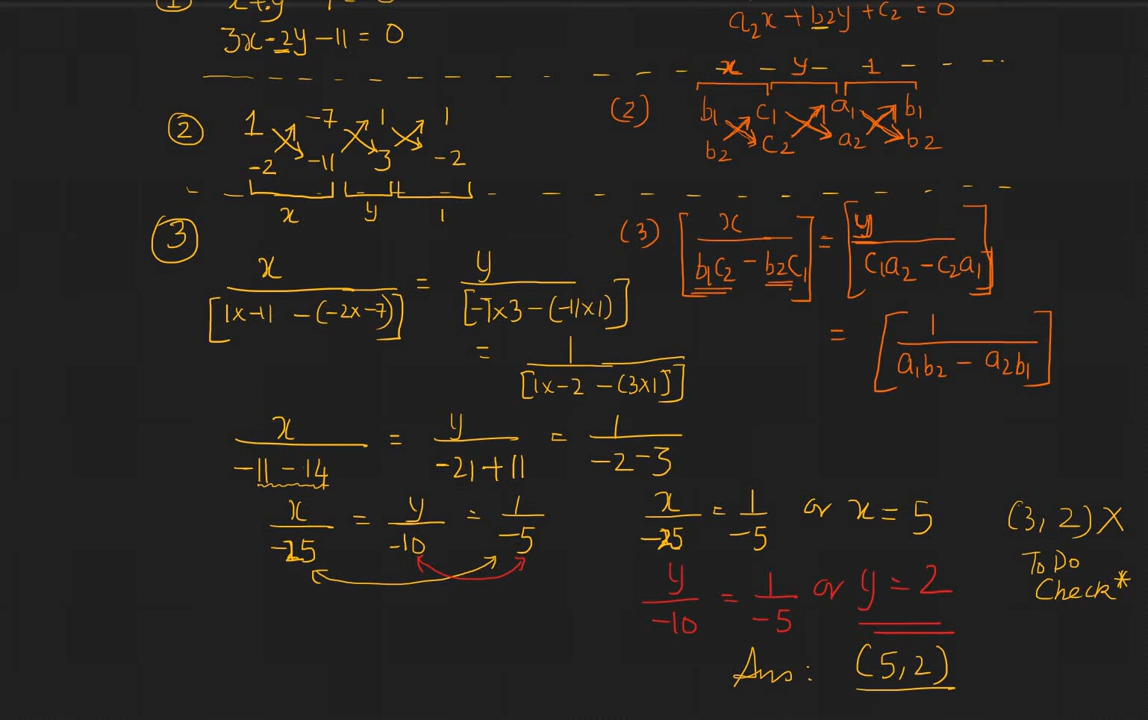 ① x + y - 7 = 0
3x - 2y - 11 = 0
a₂x + b2y + c₂ = 0
② 1 -7 1 1
-2 -11 3 -2
x y 1
x y 1
(2) b₁ c₁ a₁ b₁
b₂ c₂ a₂ b2
③ x/[1x-11 - (-2x-7)] = y/[-7x3 - (-11x1)]
= 1/[1x-2 - (3x1)]
(3) [x/(b₁c₂ - b2c₁)] = [y/(c₁a₂ - c₂a₁)]
= [1/(a₁b₂ - a₂b₁)]
x/(-11 - 14) = y/(-21 + 11) = 1/(-2 - 3)
x/-25 = y/-10 = 1/-5
x/-25 = 1/-5 or x = 5
y/-10 = 1/-5 or y = 2
Ans: (5, 2)
(3, 2) X
To Do
Check*